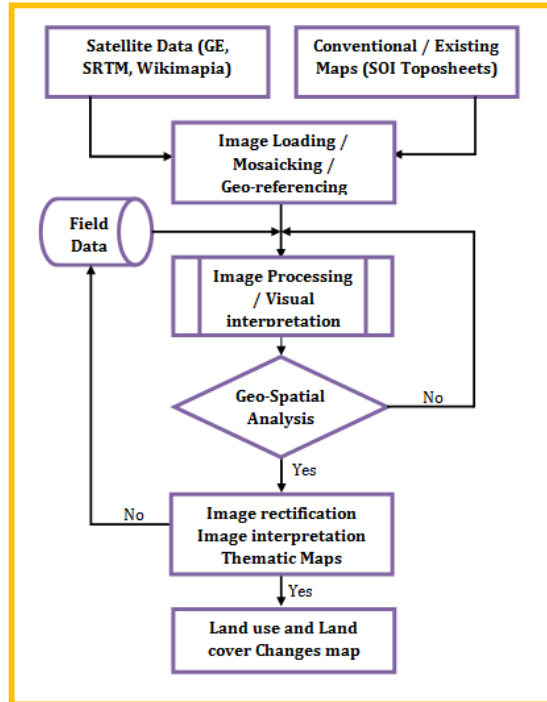 Satellite Data (GE,
SRTM, Wikimapia)
Conventional / Existing
Maps (SOI Toposheets)
Image Loading /
Mosaicking /
Geo-referencing
Field
Data
Image Processing
/ Visual
interpretation
Geo-Spatial
Analysis
No
Yes
No
Image rectification
Image interpretation
Thematic Maps
Yes
Land use and Land
cover Changes map